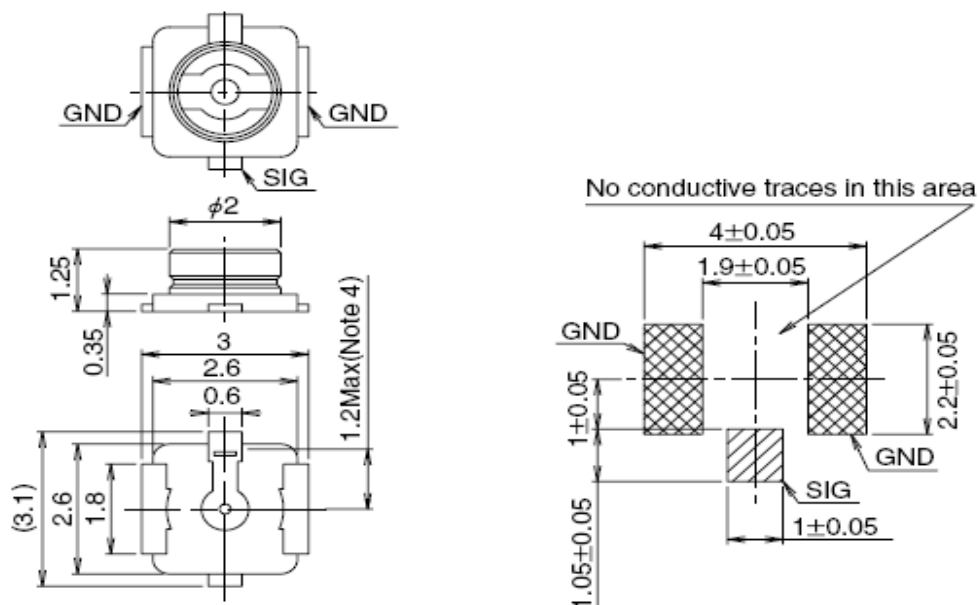 GND
GND
SIG
ϕ2
1.25
0.35
3
2.6
0.6
1.2Max(Note 4)
(3.1)
2.6
1.8
No conductive traces in this area
4±0.05
1.9±0.05
GND
1±0.05
2.2±0.05
GND
SIG
1±0.05
1.05±0.05